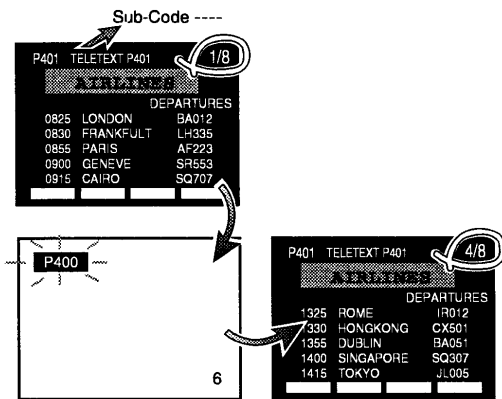 Sub-Code ----
P401 TELETEXT P401 1/8
AIRLINES
DEPARTURES
0825 LONDON BA012
0830 FRANKFULT LH335
0855 PARIS AF223
0900 GENEVE SR553
0915 CAIRO SQ707
P400
6
P401 TELETEXT P401 4/8
AIRLINES
DEPARTURES
1325 ROME IR012
1330 HONGKONG CX501
1355 DUBLIN BA051
1400 SINGAPORE SQ307
1415 TOKYO JL005